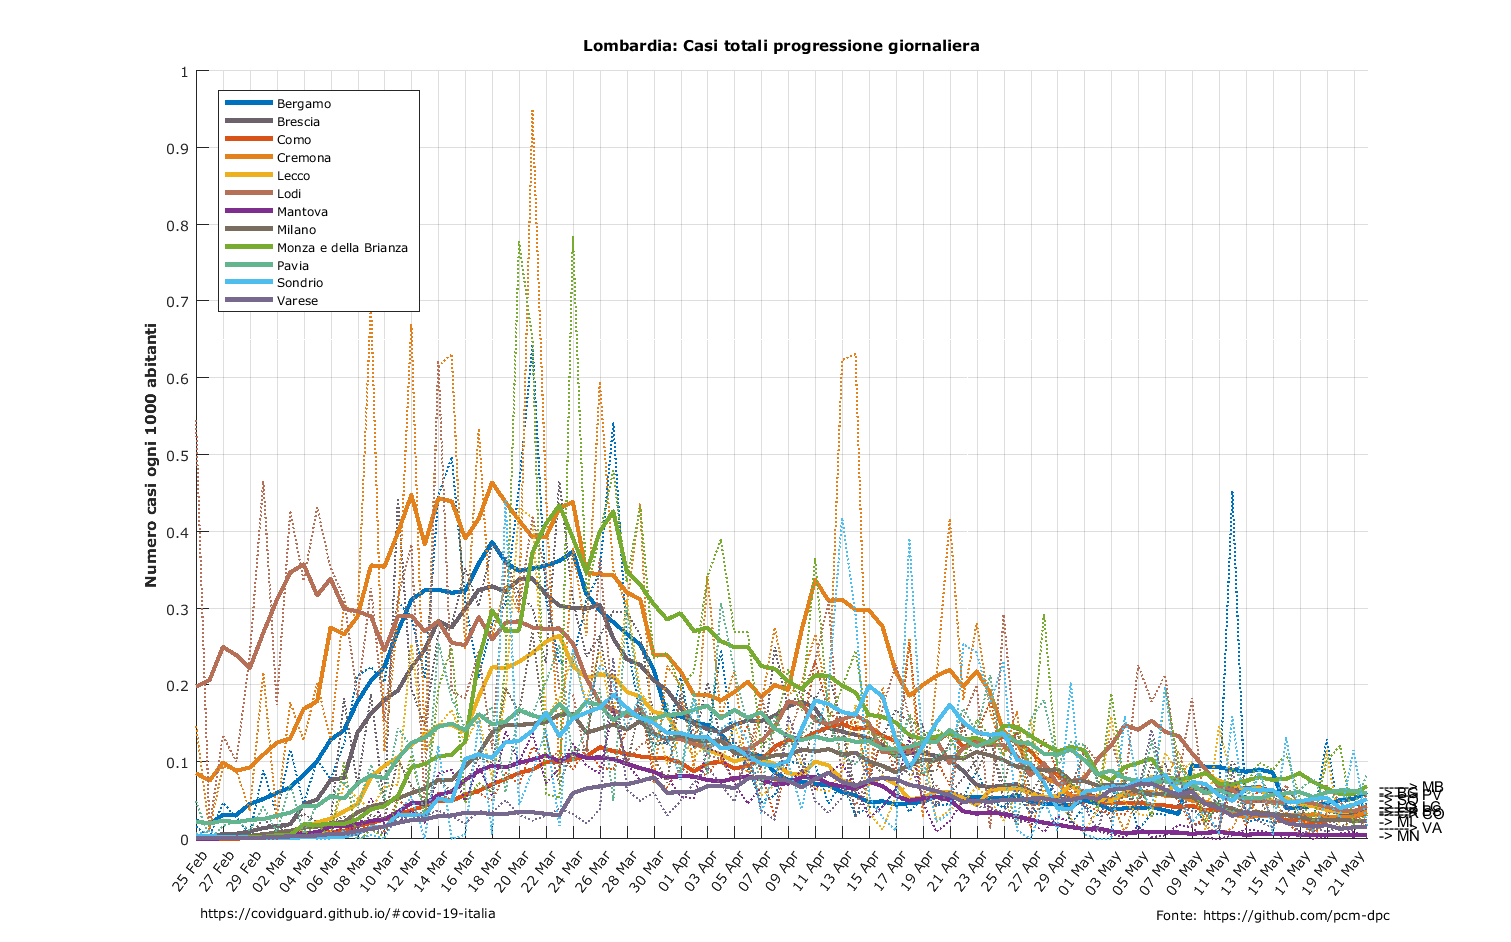 Lombardia: Casi totali progressione giornaliera
Numero casi ogni 1000 abitanti
1
0.9
0.8
0.7
0.6
0.5
0.4
0.3
0.2
0.1
0
Bergamo
Brescia
Como
Cremona
Lecco
Lodi
Mantova
Milano
Monza e della Brianza
Pavia
Sondrio
Varese
MB
PV
LC
CO
MI
VA
-> MN
25 Feb
27 Feb
29 Feb
02 Mar
04 Mar
06 Mar
08 Mar
10 Mar
12 Mar
14 Mar
16 Mar
18 Mar
20 Mar
22 Mar
24 Mar
26 Mar
28 Mar
30 Mar
01 Apr
03 Apr
05 Apr
07 Apr
09 Apr
11 Apr
13 Apr
15 Apr
17 Apr
19 Apr
21 Apr
23 Apr
25 Apr
27 Apr
29 Apr
01 May
03 May
05 May
07 May
09 May
11 May
13 May
15 May
17 May
19 May
21 May
https://covidguard.github.io/#covid-19-italia
Fonte: https://github.com/pcm-dpc